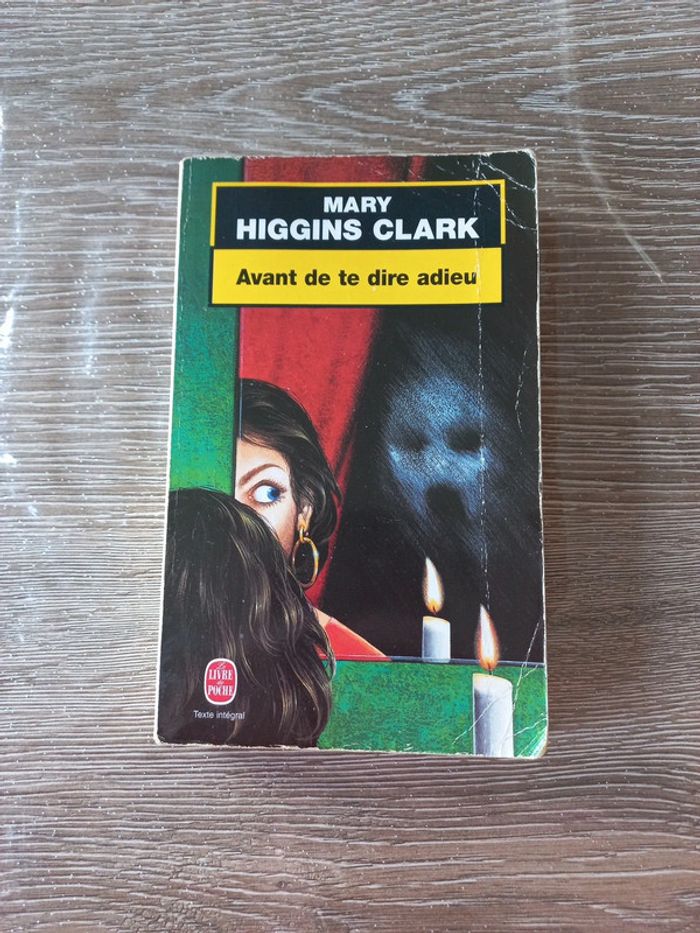 MARY
HIGGINS CLARK
Avant de te dire adieu
Le
LIVRE
de
POCHE
Texte intégral